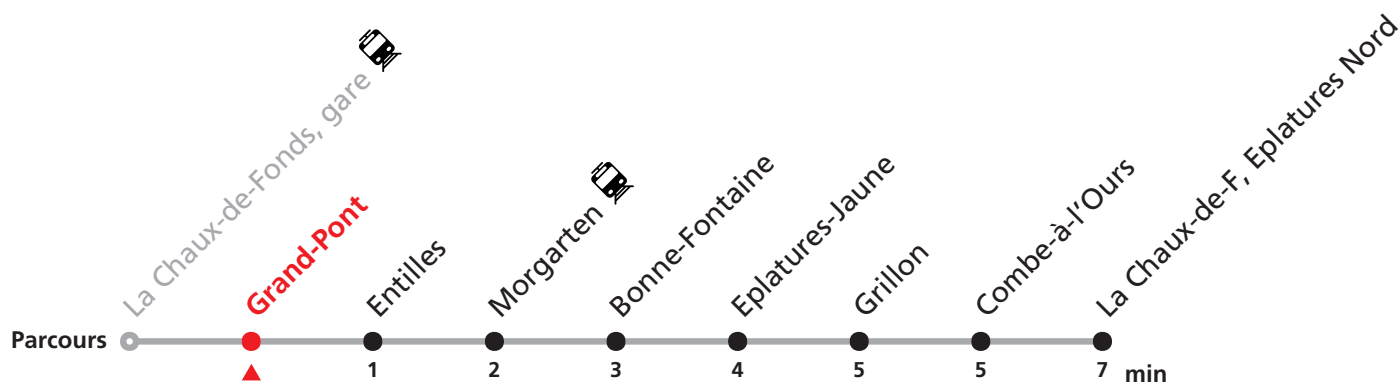 La Chaux-de-Fonds, gare
Grand-Pont
Entilles
Morgarten
Bonne-Fontaine
Eplatures-Jaune
Grillon
Combe-à-l'Ours
La Chaux-de-F, Eplatures Nord
Parcours
1 2 3 4 5 5 7 min